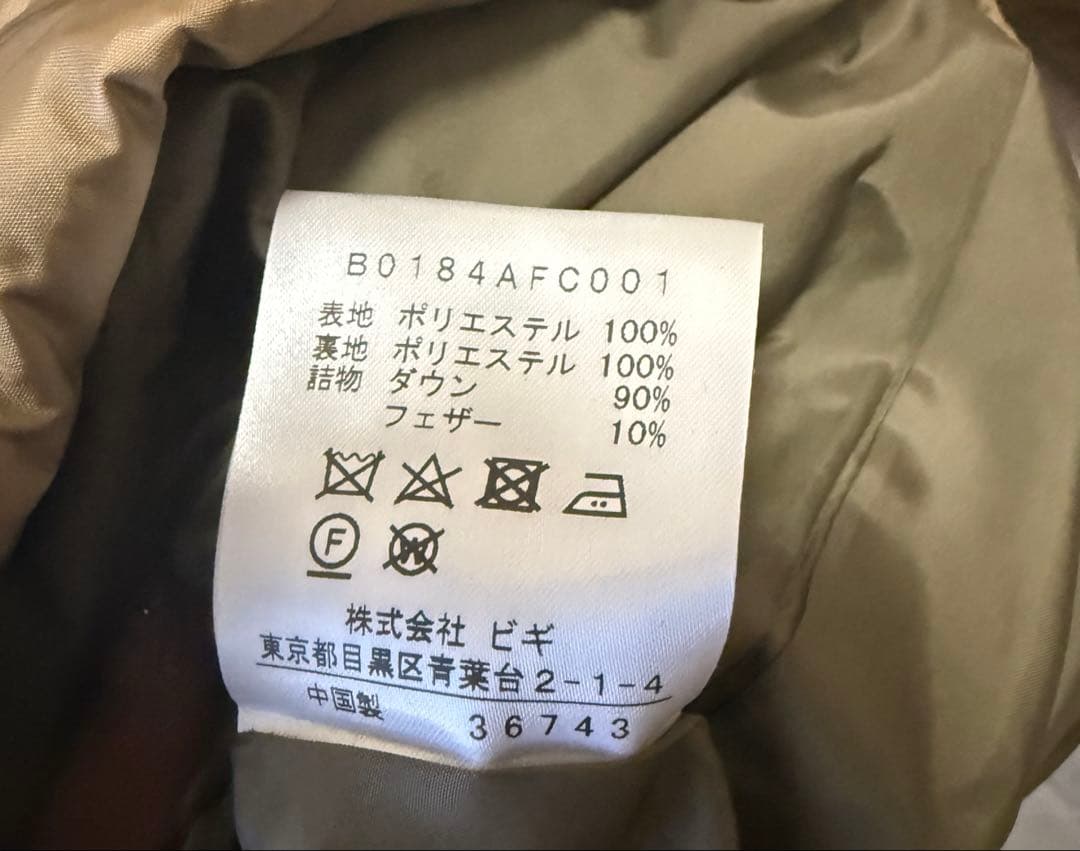 B0184AFC001
表地 ポリエステル 100%
裏地 ポリエステル 100%
詰物 ダウン 90%
フェザー 10%
F
W
株式会社 ビギ
東京都目黒区青葉台2-1-4
中国製 36743